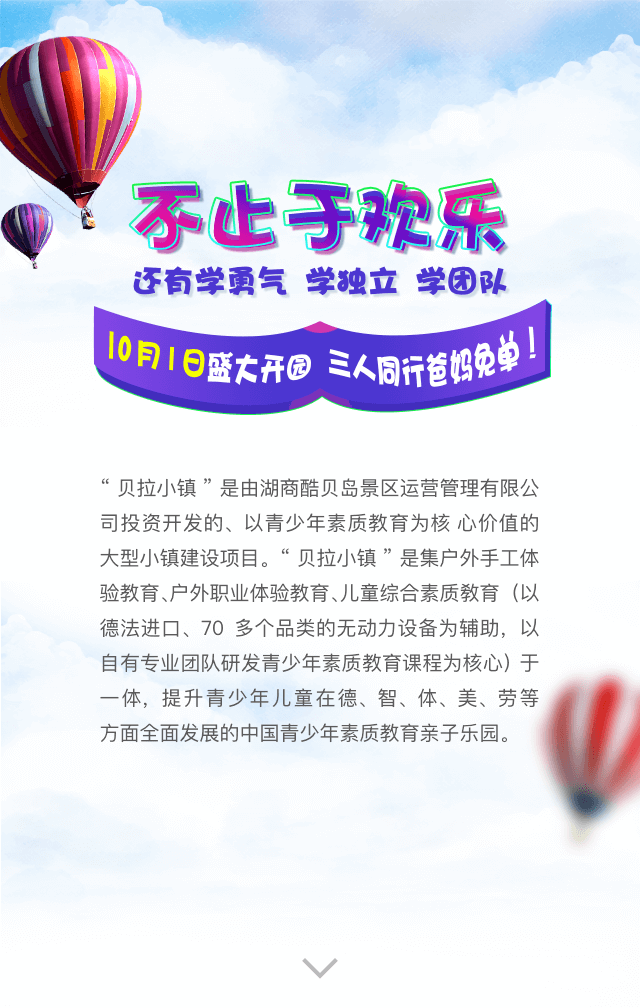 不止于欢乐
还有学勇气 学独立 学团队
10月1日盛大开园 三人同行爸妈免单!
“ 贝拉小镇 ” 是由湖商酷贝岛景区运营管理有限公
司投资开发的、以青少年素质教育为核 心价值的
大型小镇建设项目。“ 贝拉小镇 ” 是集户外手工体
验教育、户外职业体验教育、儿童综合素质教育（以
德法进口、70 多个品类的无动力设备为辅助，以
自有专业团队研发青少年素质教育课程为核心）于
一体，提升青少年儿童在德、智、体、美、劳等
方面全面发展的中国青少年素质教育亲子乐园。